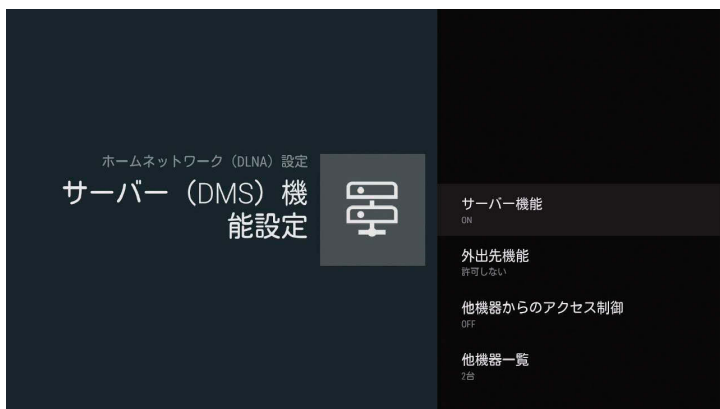 ホームネットワーク（DLNA）設定
サーバー（DMS）機
能設定
サーバー機能
ON
外出先機能
許可しない
他機器からのアクセス制御
OFF
他機器一覧
2台